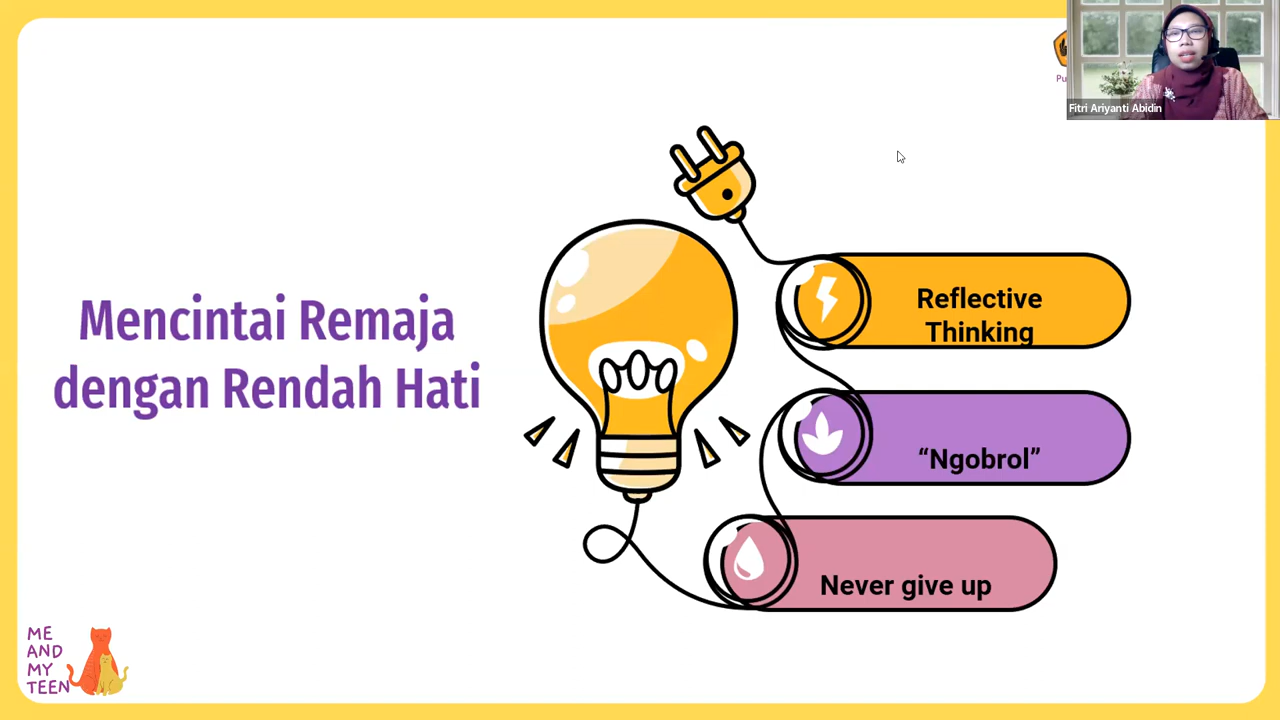 Fitri Ariyanti Abidin
Mencintai Remaja
dengan Rendah Hati
Reflective
Thinking
“Ngobrol”
Never give up
ME
AND
MY
TEEN